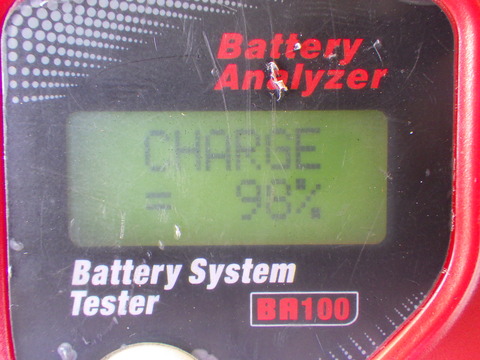 Battery
Analyzer
CHARGE
= 98%
Battery System
Tester
BA100